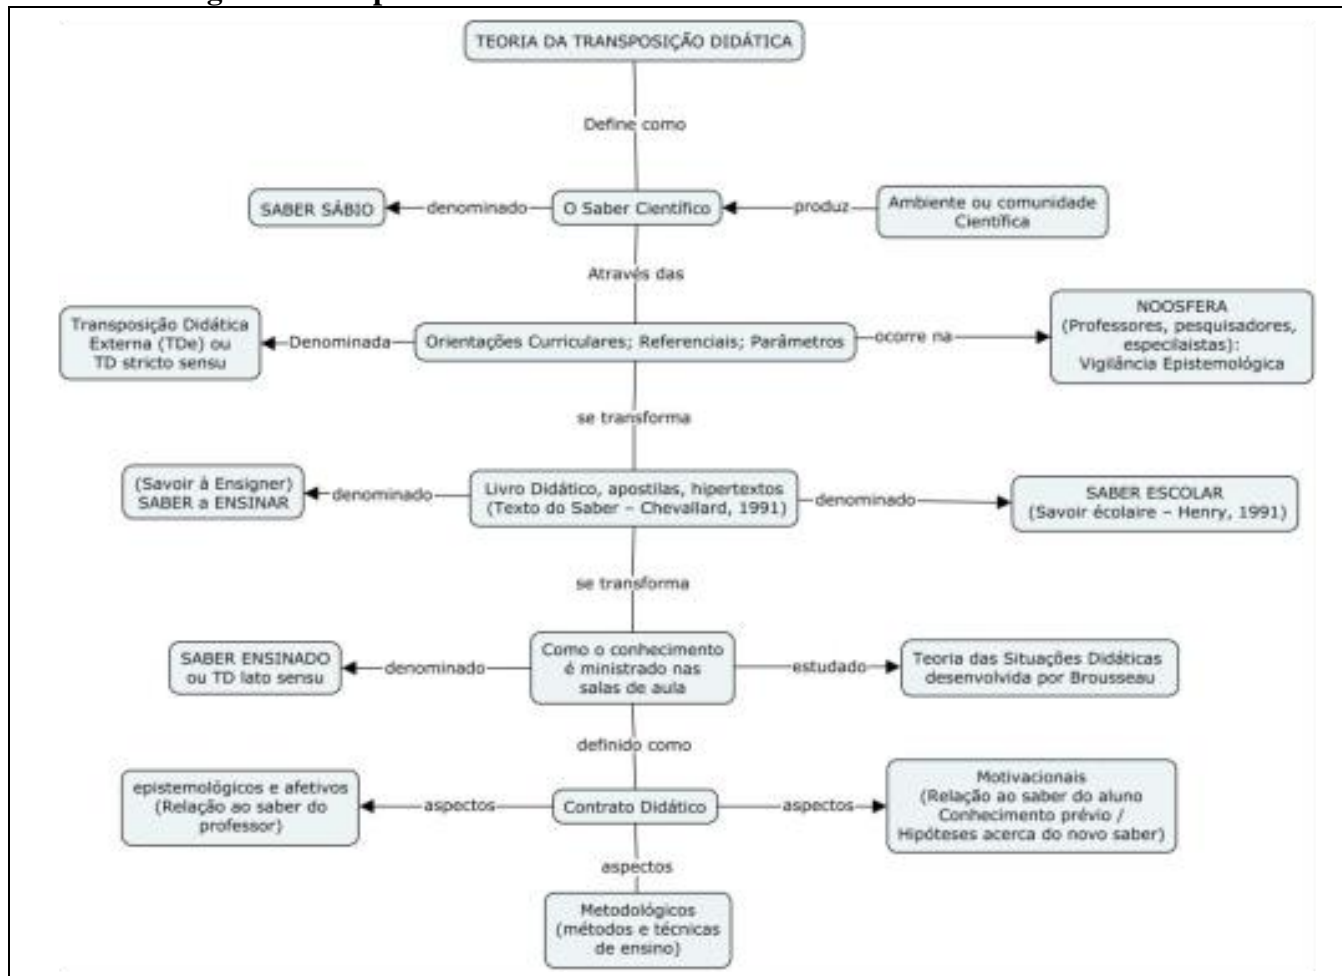 TEORIA DA TRANSPOSIÇÃO DIDÁTICA
Define como
SABER SÁBIO
denominado
O Saber Científico
produz
Ambiente ou comunidade
Científica
Através das
Transposição Didática
Externa (TDe) ou
TD stricto sensu
Denominada
Orientações Curriculares; Referenciais; Parâmetros
ocorre na
NOOSFERA
(Professores, pesquisadores,
especilaistas):
Vigilância Epistemológica
se transforma
(Savoir à Ensigner)
SABER a ENSINAR
denominado
Livro Didático, apostilas, hipertextos
(Texto do Saber – Chevallard, 1991)
denominado
SABER ESCOLAR
(Savoir écolaire – Henry, 1991)
se transforma
SABER ENSINADO
ou TD lato sensu
denominado
Como o conhecimento
é ministrado nas
salas de aula
estudado
Teoria das Situações Didáticas
desenvolvida por Brousseau
definido como
epistemológicos e afetivos
(Relação ao saber do
professor)
aspectos
Contrato Didático
aspectos
Motivacionais
(Relação ao saber do aluno
Conhecimento prévio /
Hipóteses acerca do novo saber)
aspectos
Metodológicos
(métodos e técnicas
de ensino)